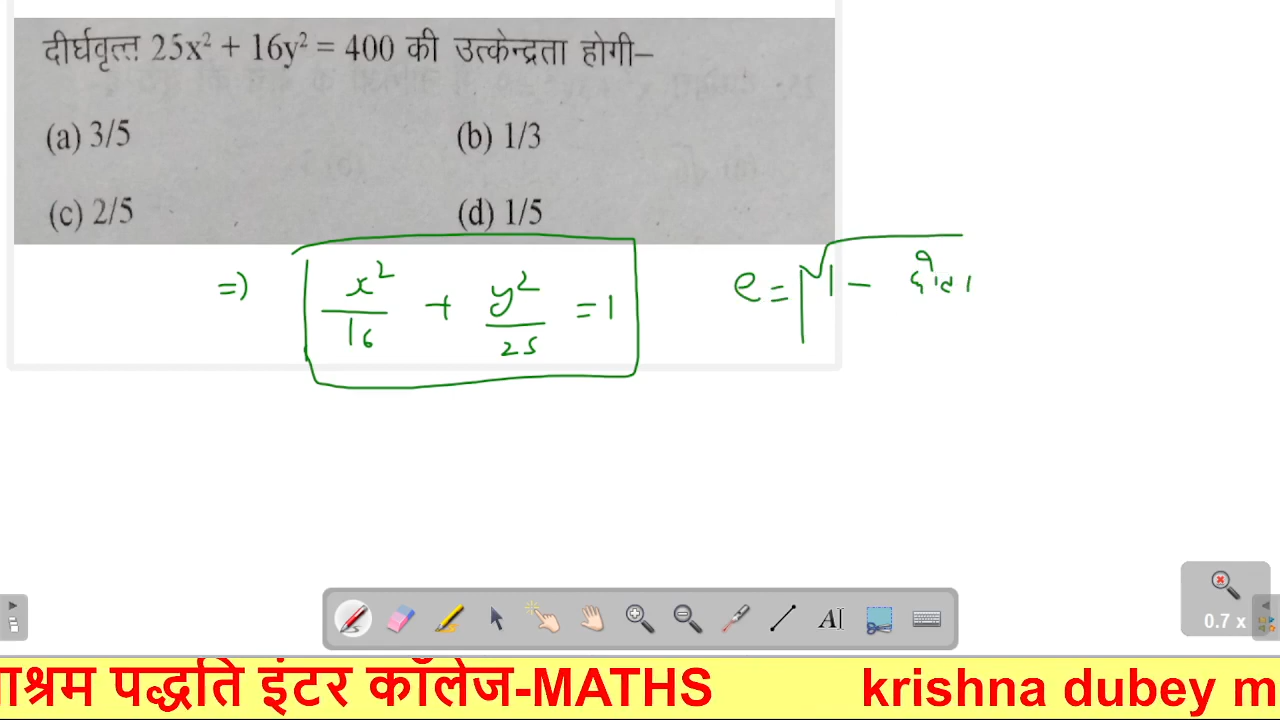 दीर्घवृत्त 25x² + 16y² = 400 की उत्केन्द्रता होगी–
(a) 3/5 (b) 1/3
(c) 2/5 (d) 1/5
=) x²/16 + y²/25 = 1 e = √1 −
AI
0.7 x
श्रम पद्धति इंटर कॉलेज-MATHS krishna dubey m